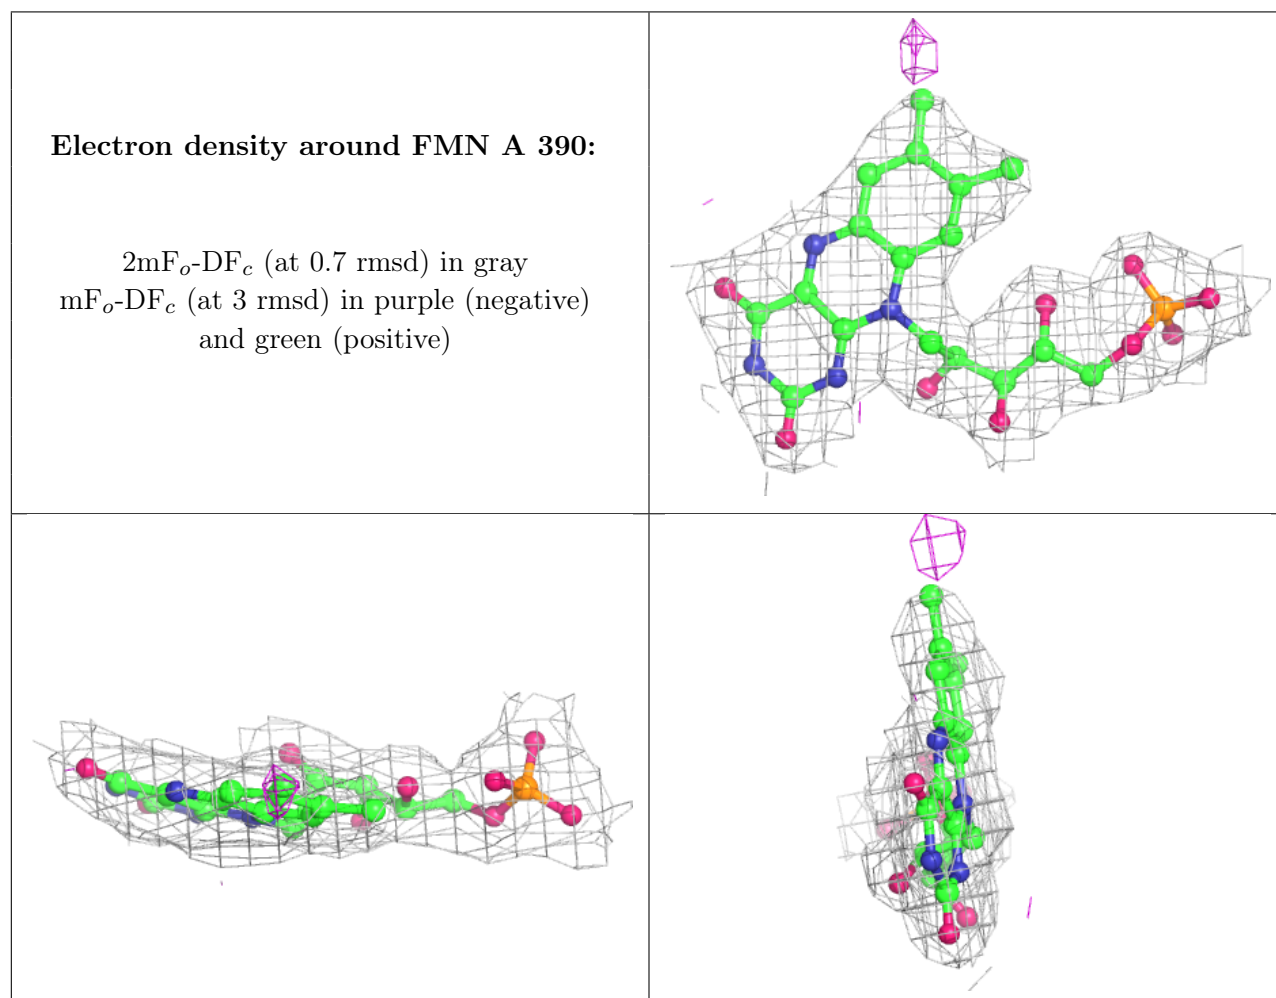 Electron density around FMN A 390:
2mFo-DFc (at 0.7 rmsd) in gray
mFo-DFc (at 3 rmsd) in purple (negative)
and green (positive)